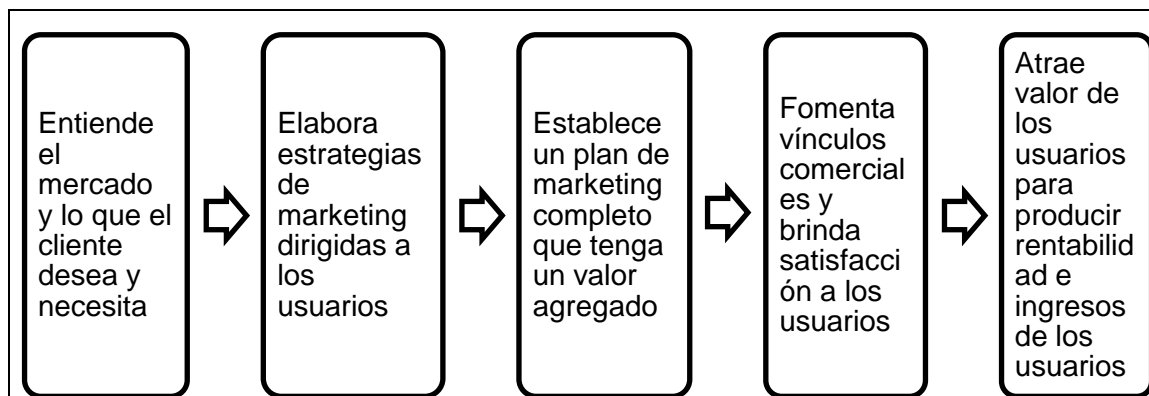 Entiende
el
mercado
y lo que el
cliente
desea y
necesita
Elabora
estrategias
de
marketing
dirigidas a
los
usuarios
Establece
un plan de
marketing
completo
que tenga
un valor
agregado
Fomenta
vínculos
comercial
es y
brinda
satisfacci
ón a los
usuarios
Atrae
valor de
los
usuarios
para
producir
rentabilid
ad e
ingresos
de los
usuarios